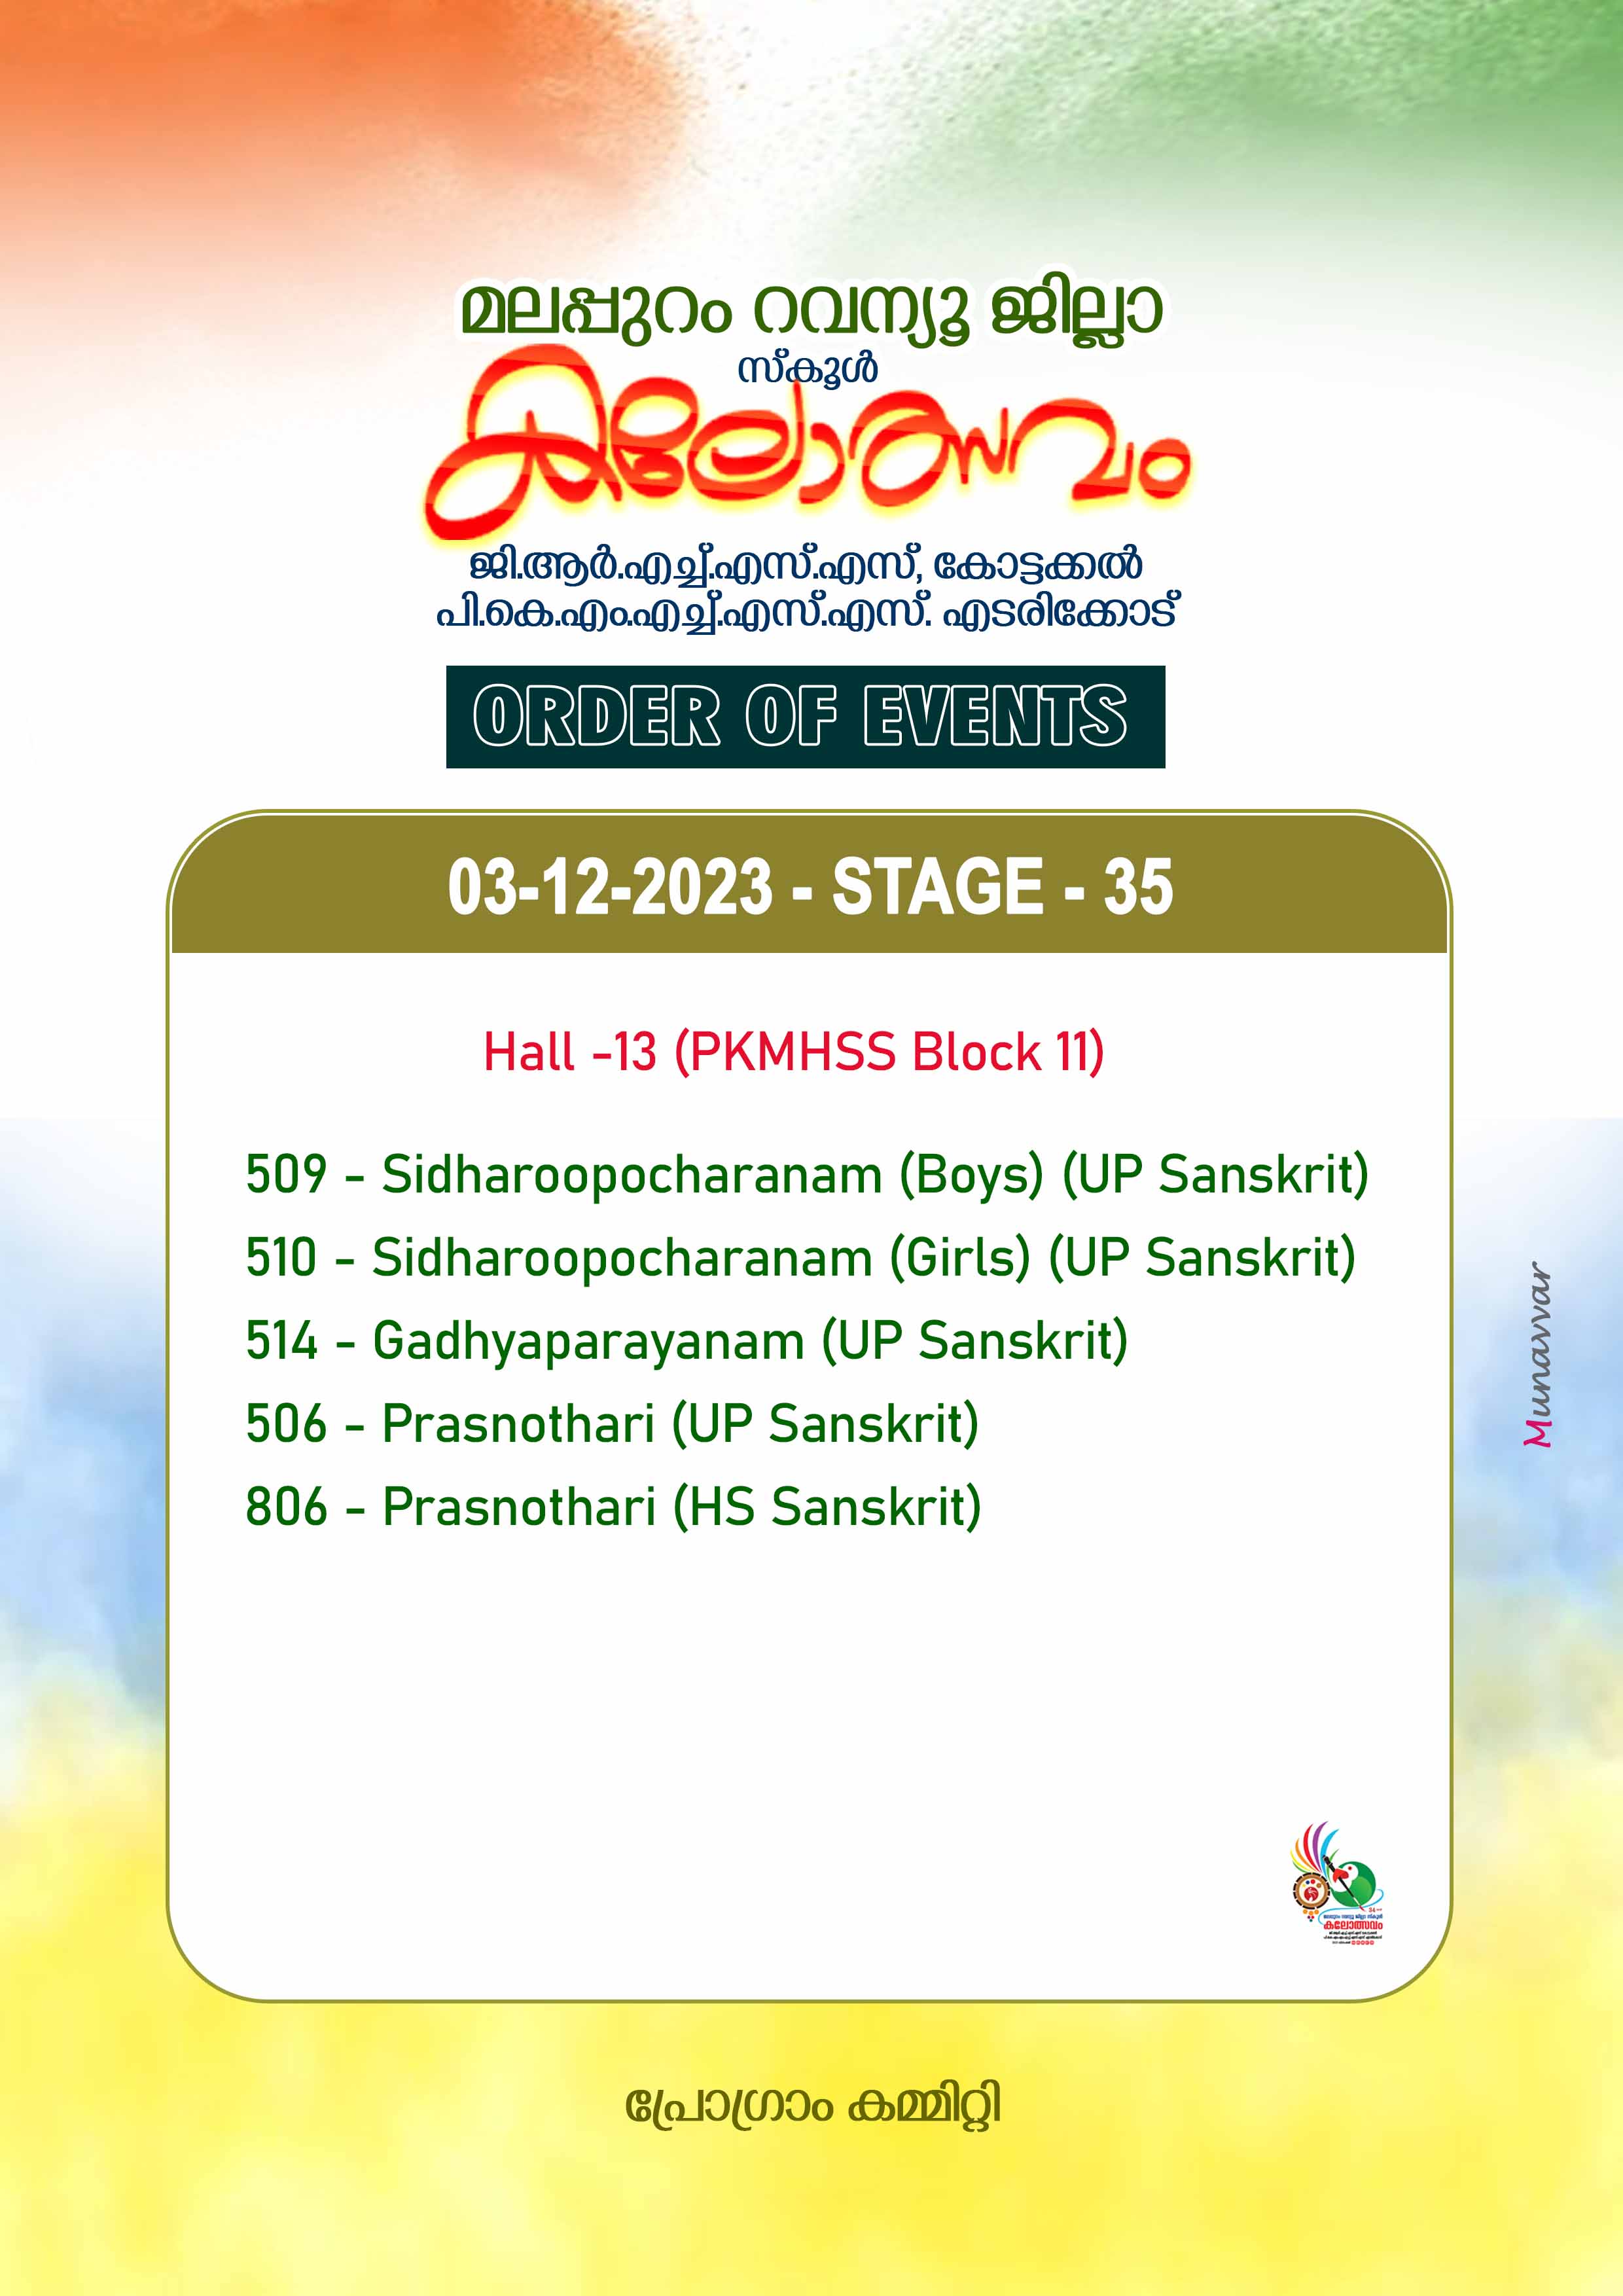 മലപ്പുറം റവന്യൂ ജില്ലാ
സ്കൂൾ
കലോത്സവം
ജി.ആർ.എച്ച്.എസ്.എസ്, കോട്ടക്കൽ
പി.കെ.എം.എച്ച്.എസ്.എസ്. എടരിക്കോട്
ORDER OF EVENTS
03-12-2023 - STAGE - 35
Hall -13 (PKMHSS Block 11)
509 - Sidharoopocharanam (Boys) (UP Sanskrit)
510 - Sidharoopocharanam (Girls) (UP Sanskrit)
514 - Gadhyaparayanam (UP Sanskrit)
506 - Prasnothari (UP Sanskrit)
806 - Prasnothari (HS Sanskrit)
Munavvar
കലോത്സവം
പ്രോഗ്രാം കമ്മിറ്റി